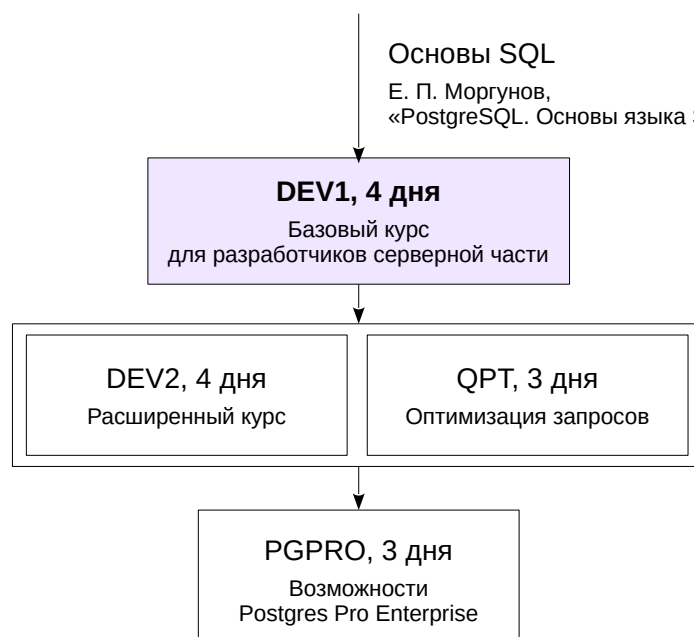 Основы SQL
Е. П. Моргунов,
«PostgreSQL. Основы языка
DEV1, 4 дня
Базовый курс
для разработчиков серверной части
DEV2, 4 дня
Расширенный курс
QPT, 3 дня
Оптимизация запросов
PGPRO, 3 дня
Возможности
Postgres Pro Enterprise